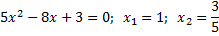 5x² − 8x + 3 = 0; x₁ = 1; x₂ = 3/5